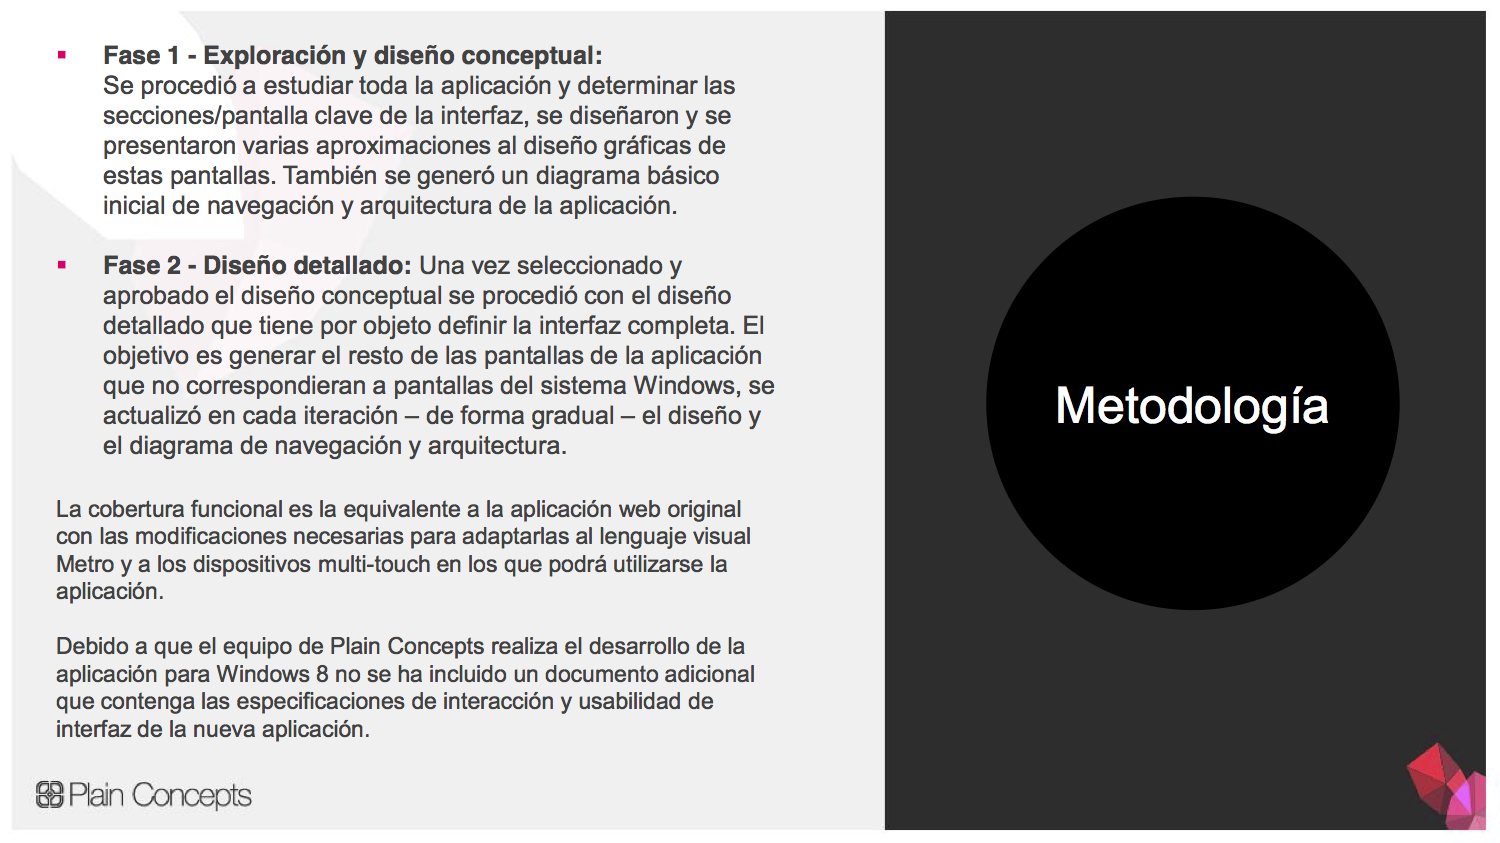 Fase 1 - Exploración y diseño conceptual:
Se procedió a estudiar toda la aplicación y determinar las
secciones/pantalla clave de la interfaz, se diseñaron y se
presentaron varias aproximaciones al diseño gráficas de
estas pantallas. También se generó un diagrama básico
inicial de navegación y arquitectura de la aplicación.
Fase 2 - Diseño detallado: Una vez seleccionado y
aprobado el diseño conceptual se procedió con el diseño
detallado que tiene por objeto definir la interfaz completa. El
objetivo es generar el resto de las pantallas de la aplicación
que no correspondieran a pantallas del sistema Windows, se
actualizó en cada iteración – de forma gradual – el diseño y
el diagrama de navegación y arquitectura.
La cobertura funcional es la equivalente a la aplicación web original
con las modificaciones necesarias para adaptarlas al lenguaje visual
Metro y a los dispositivos multi-touch en los que podrá utilizarse la
aplicación.
Debido a que el equipo de Plain Concepts realiza el desarrollo de la
aplicación para Windows 8 no se ha incluido un documento adicional
que contenga las especificaciones de interacción y usabilidad de
interfaz de la nueva aplicación.
Plain Concepts
Metodología